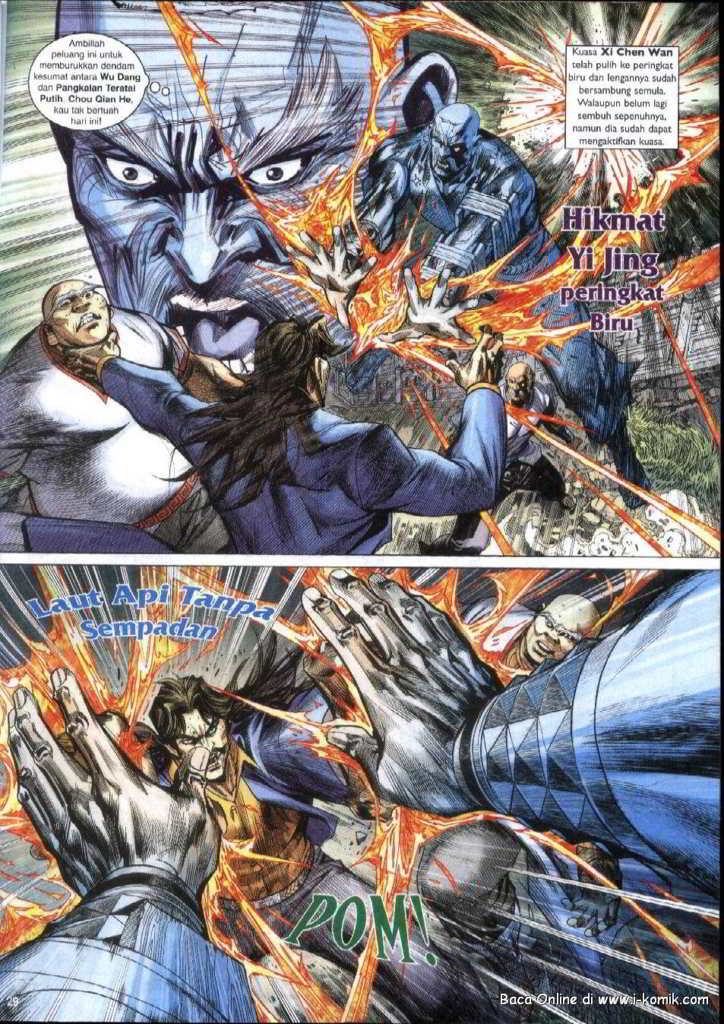 Ambillah
peluang ini untuk
memburukkan dendam
kesumat antara Wu Dang
dan Pangkalan Teratai
Putih. Chou Qian He,
kau tak bertuah
hari ini!
Kuasa Xi Chen Wan
telah pulih ke peringkat
biru dan lengannya sudah
bersambung semula.
Walaupun belum lagi
sembuh sepenuhnya,
namun dia sudah dapat
mengaktifkan kuasa.
Hikmat
Yi Jing
peringkat
Biru
Laut Api Tanpa
Sempadan
POM!
29
Baca Online di www.i-komik.com